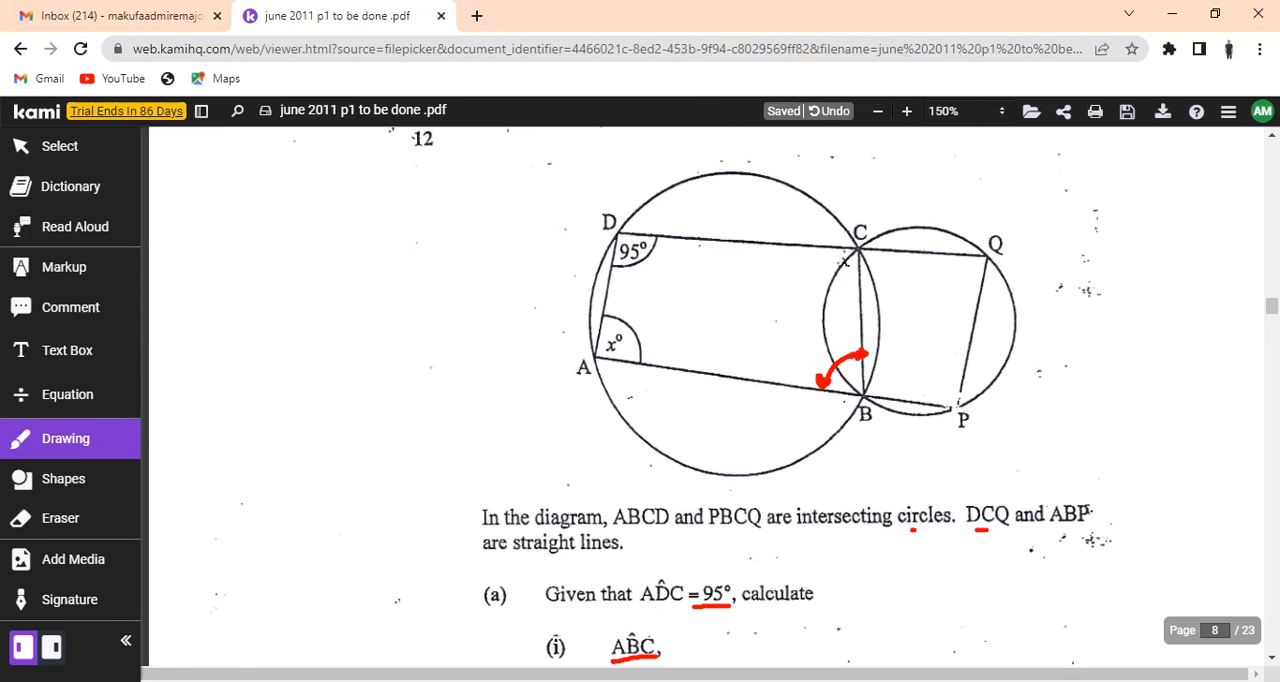 Inbox (214) - makufaadmiremajo
june 2011 p1 to be done .pdf
web.kamihq.com/web/viewer.html?source=filepicker&document_identifier=4466021c-8ed2-453b-9f94-c8029569ff82&filename=june%202011%20p1%20to%20be...
Gmail
YouTube
Maps
kami
Trial Ends In 86 Days
june 2011 p1 to be done .pdf
Saved
Undo
150%
AM
Select
Dictionary
Read Aloud
Markup
Comment
Text Box
Equation
Drawing
Shapes
Eraser
Add Media
Signature
12
D
C
Q
95°
x
x°
A
B
P
In the diagram, ABCD and PBCQ are intersecting circles. DCQ and ABP
are straight lines.
(a) Given that AD̂C = 95°, calculate
(i) AB̂C,
Page 8 / 23